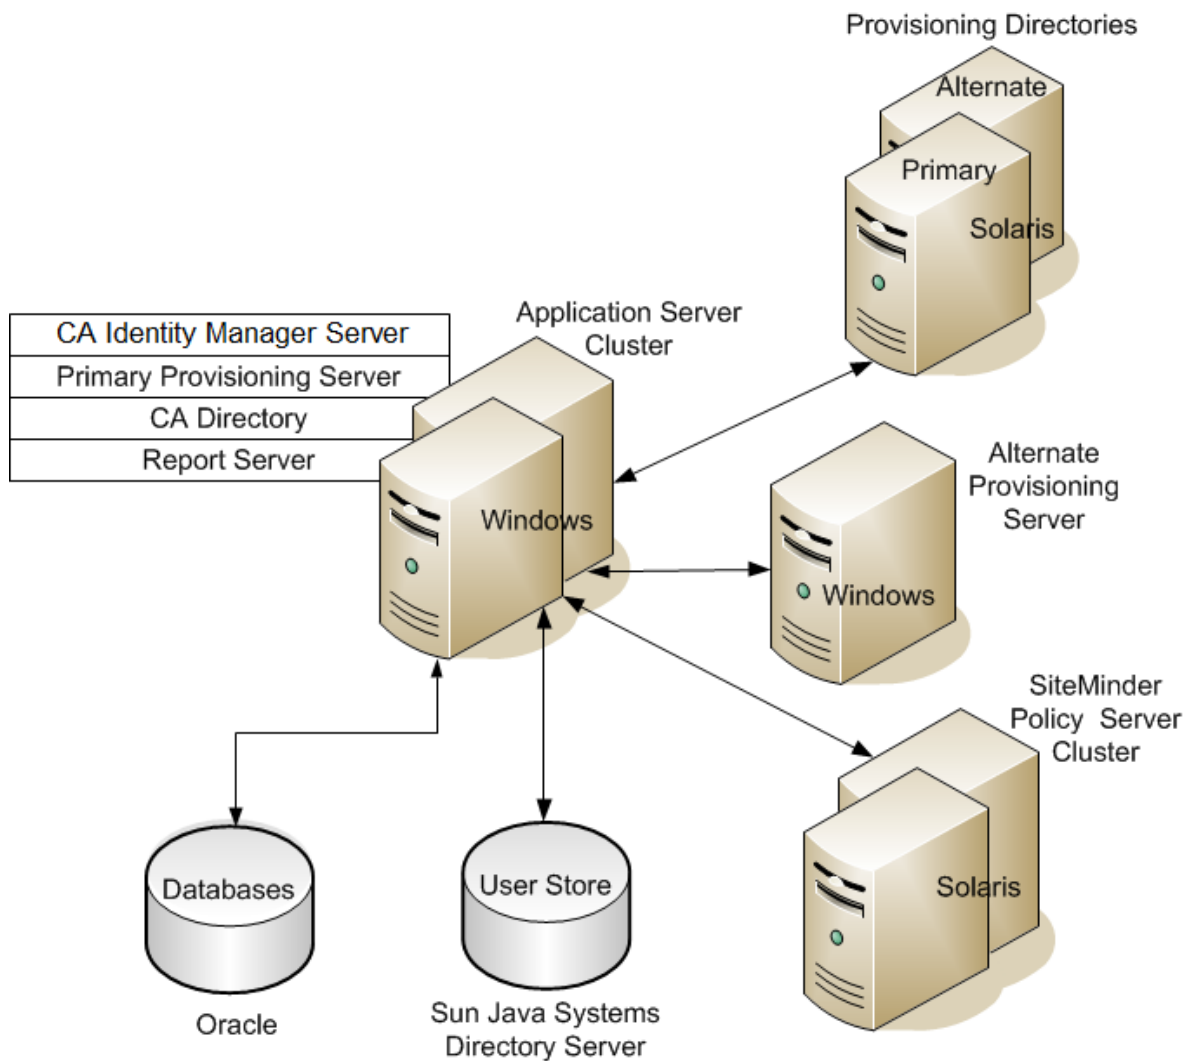 Provisioning Directories
Alternate
Primary
Solaris
Application Server
Cluster
CA Identity Manager Server
Primary Provisioning Server
CA Directory
Report Server
Windows
Alternate
Provisioning
Server
Windows
SiteMinder
Policy Server
Cluster
Solaris
Databases
Oracle
User Store
Sun Java Systems
Directory Server